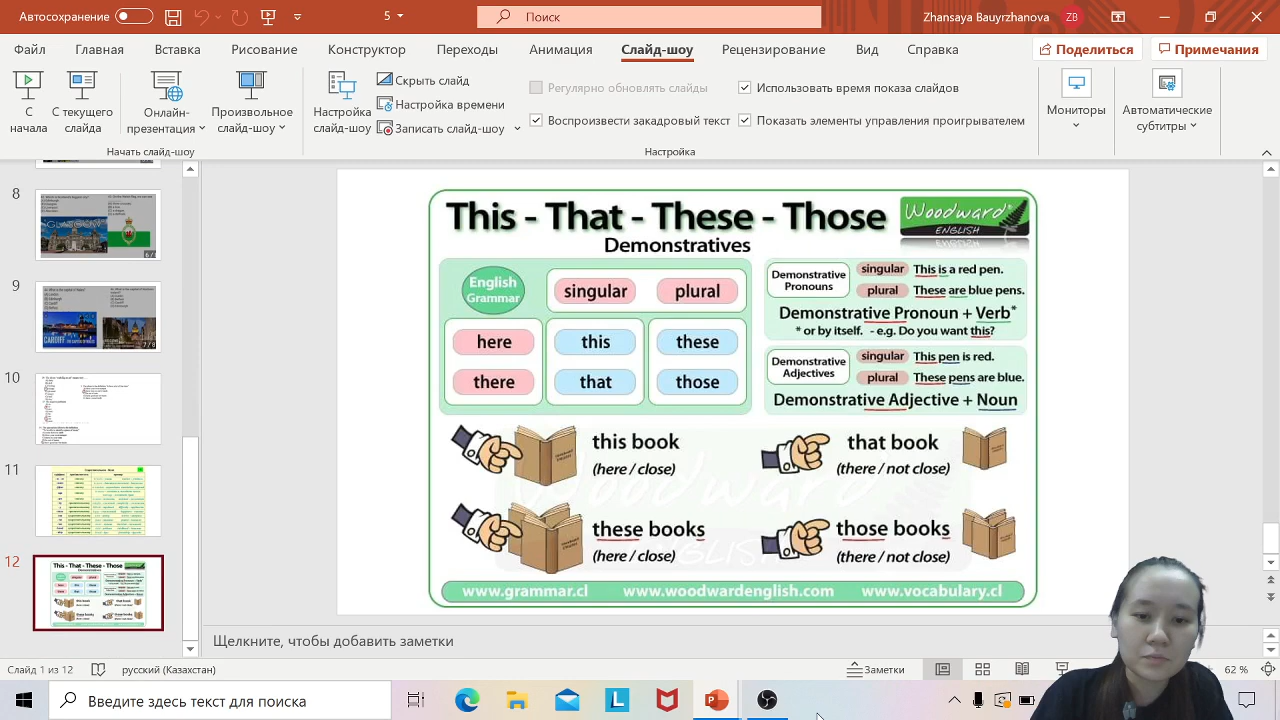 Автосохранение
5
Поиск
Zhansaya Bauyrzhanova ZB
Файл Главная Вставка Рисование Конструктор Переходы Анимация Слайд-шоу Рецензирование Вид Справка Поделиться Примечания
С начала
С текущего слайда
Онлайн-презентация
Произвольное слайд-шоу
Начать слайд-шоу
Настройка слайд-шоу
Скрыть слайд
Настройка времени
Записать слайд-шоу
Регулярно обновлять слайды
Воспроизвести закадровый текст
Использовать время показа слайдов
Показать элементы управления проигрывателем
Настройка
Мониторы
Автоматические субтитры
8
9
10
11
12
This - That - These - Those
Demonstratives
Woodward®
ENGLISH
English Grammar
singular plural
here this these
there that those
Demonstrative Pronouns
singular This is a red pen.
plural These are blue pens.
Demonstrative Pronoun + Verb*
* or by itself. - e.g. Do you want this?
Demonstrative Adjectives
singular This pen is red.
plural These pens are blue.
Demonstrative Adjective + Noun
this book
(here / close)
that book
(there / not close)
these books
(here / close)
those books
(there / not close)
www.grammar.cl www.woodwardenglish.com www.vocabulary.cl
Щелкните, чтобы добавить заметки
Слайд 1 из 12 русский (Казахстан) Заметки 62 %
Введите здесь текст для поиска